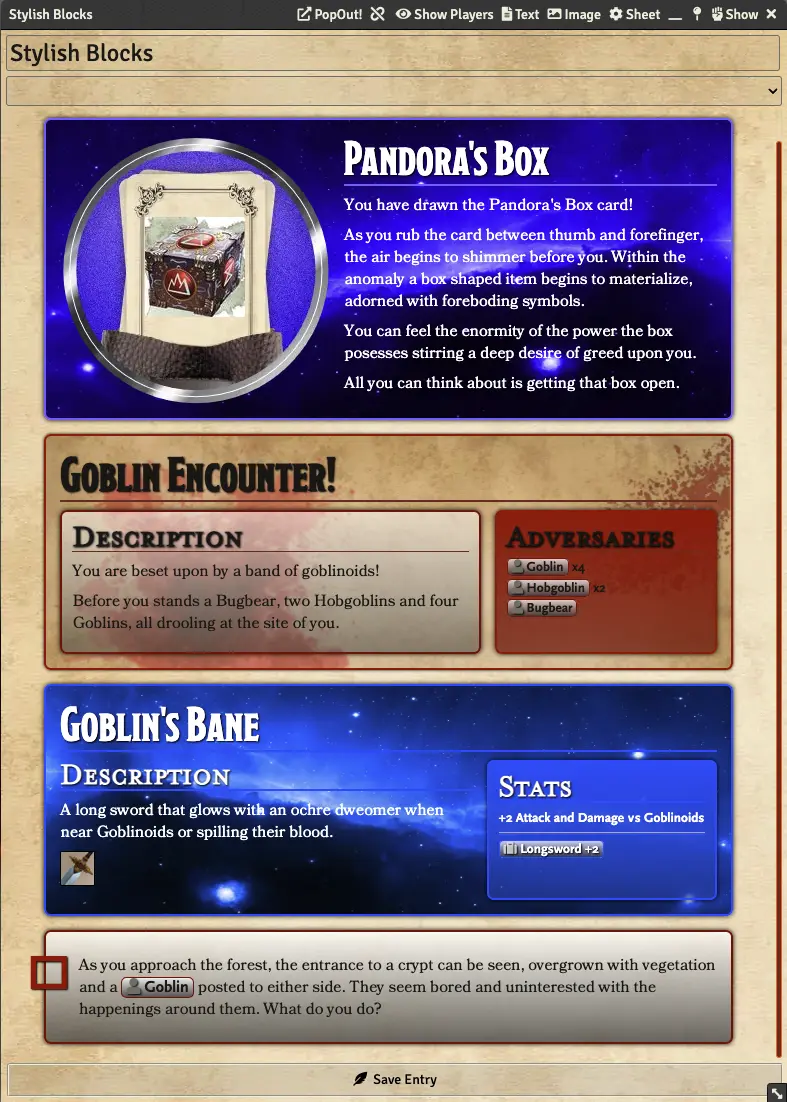 Stylish Blocks PopOut! Show Players Text Image Sheet Show
Stylish Blocks
Pandora's Box
You have drawn the Pandora's Box card!
As you rub the card between thumb and forefinger,
the air begins to shimmer before you. Within the
anomaly a box shaped item begins to materialize,
adorned with foreboding symbols.
You can feel the enormity of the power the box
posesses stirring a deep desire of greed upon you.
All you can think about is getting that box open.
Goblin Encounter!
Description
You are beset upon by a band of goblinoids!
Before you stands a Bugbear, two Hobgoblins and four
Goblins, all drooling at the site of you.
Adversaries
Goblin x4
Hobgoblin x2
Bugbear
Goblin's Bane
Description
A long sword that glows with an ochre dweomer when
near Goblinoids or spilling their blood.
Stats
+2 Attack and Damage vs Goblinoids
Longsword +2
As you approach the forest, the entrance to a crypt can be seen, overgrown with vegetation
and a Goblin posted to either side. They seem bored and uninterested with the
happenings around them. What do you do?
Save Entry